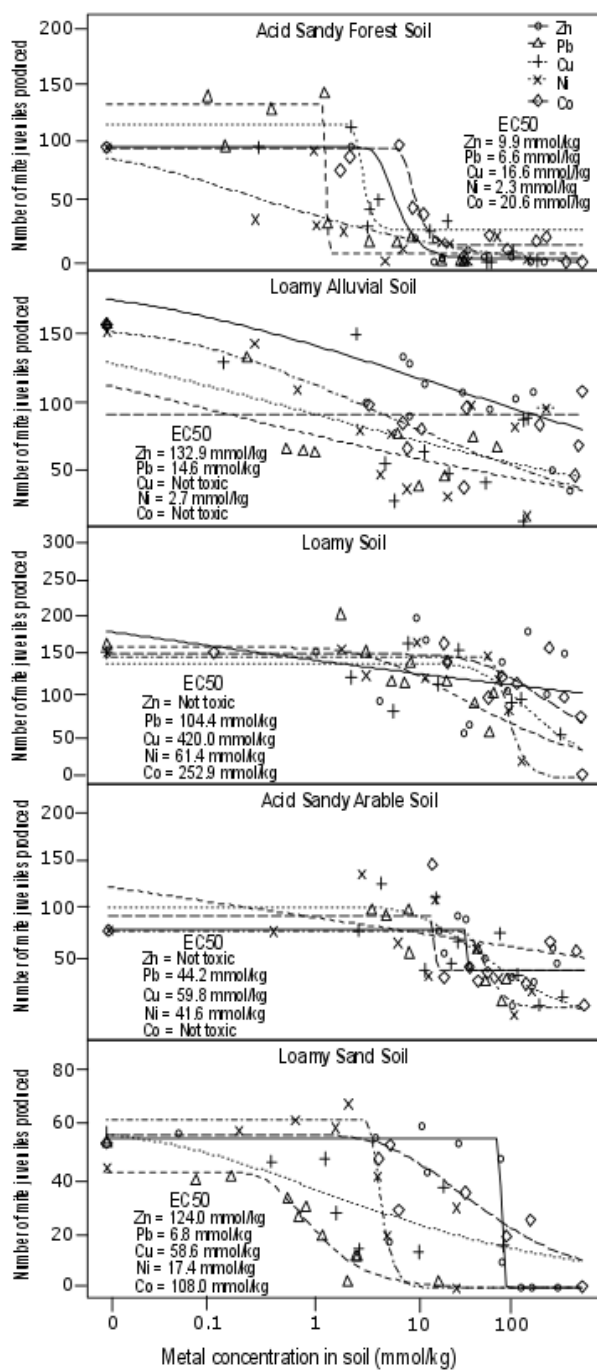 Acid Sandy Forest Soil
Zn
Pb
Cu
Ni
Co
EC50
Zn = 9.9 mmol/kg
Pb = 6.6 mmol/kg
Cu = 16.6 mmol/kg
Ni = 2.3 mmol/kg
Co = 20.6 mmol/kg
Number of mite juveniles produced
200
150
100
50
0
Loamy Alluvial Soil
EC50
Zn = 132.9 mmol/kg
Pb = 14.6 mmol/kg
Cu = Not toxic
Ni = 2.7 mmol/kg
Co = Not toxic
Number of mite juveniles produced
150
100
50
Loamy Soil
EC50
Zn = Not toxic
Pb = 104.4 mmol/kg
Cu = 420.0 mmol/kg
Ni = 61.4 mmol/kg
Co = 252.9 mmol/kg
Number of mite juveniles produced
300
200
150
100
50
0
Acid Sandy Arable Soil
EC50
Zn = Not toxic
Pb = 44.2 mmol/kg
Cu = 59.8 mmol/kg
Ni = 41.6 mmol/kg
Co = Not toxic
Number of mite juveniles produced
200
150
100
50
Loamy Sand Soil
EC50
Zn = 124.0 mmol/kg
Pb = 6.8 mmol/kg
Cu = 58.6 mmol/kg
Ni = 17.4 mmol/kg
Co = 108.0 mmol/kg
Number of mite juveniles produced
80
60
40
20
0
0 0.1 1 10 100
Metal concentration in soil (mmol/kg)